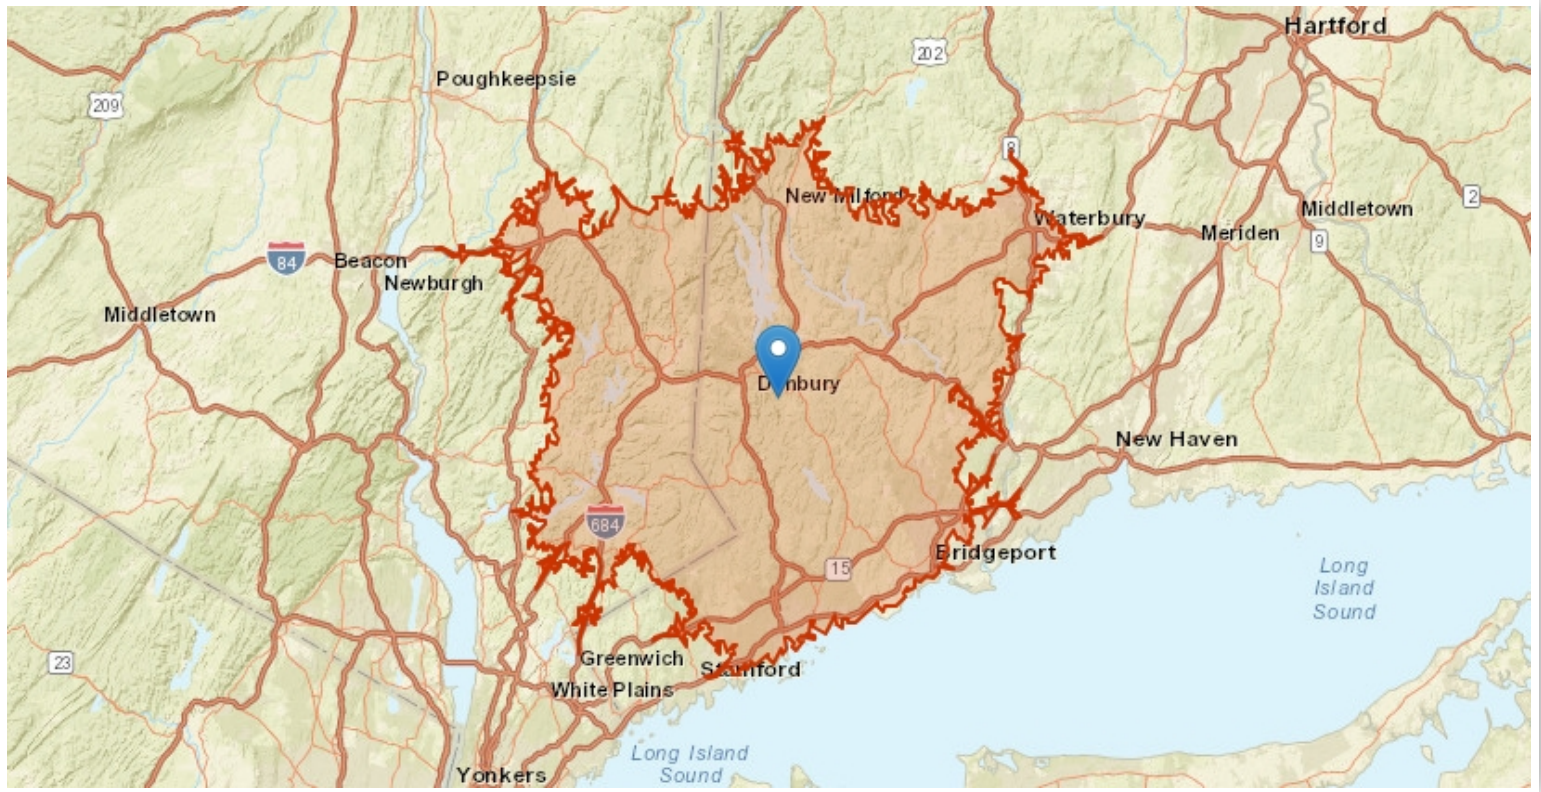 Hartford
202
Poughkeepsie
209
8
New Milford
2
Waterbury
Middletown
Meriden
9
84
Beacon
Newburgh
Middletown
Danbury
New Haven
684
Bridgeport
15
Long
Island
Sound
23
Greenwich
Stamford
White Plains
Long Island
Sound
Yonkers